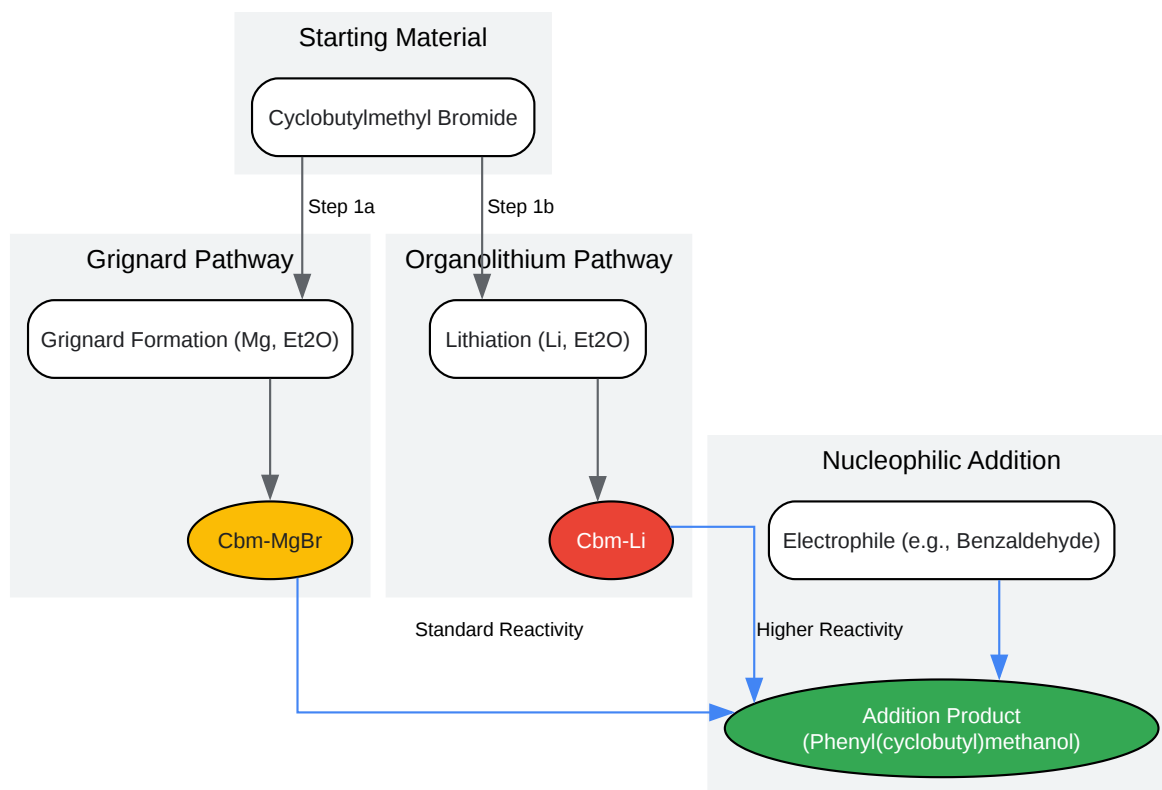 Starting Material
Cyclobutylmethyl Bromide
Step 1a
Step 1b
Grignard Pathway
Organolithium Pathway
Grignard Formation (Mg, Et2O)
Lithiation (Li, Et2O)
Nucleophilic Addition
Cbm-MgBr
Cbm-Li
Electrophile (e.g., Benzaldehyde)
Standard Reactivity
Higher Reactivity
Addition Product
(Phenyl(cyclobutyl)methanol)